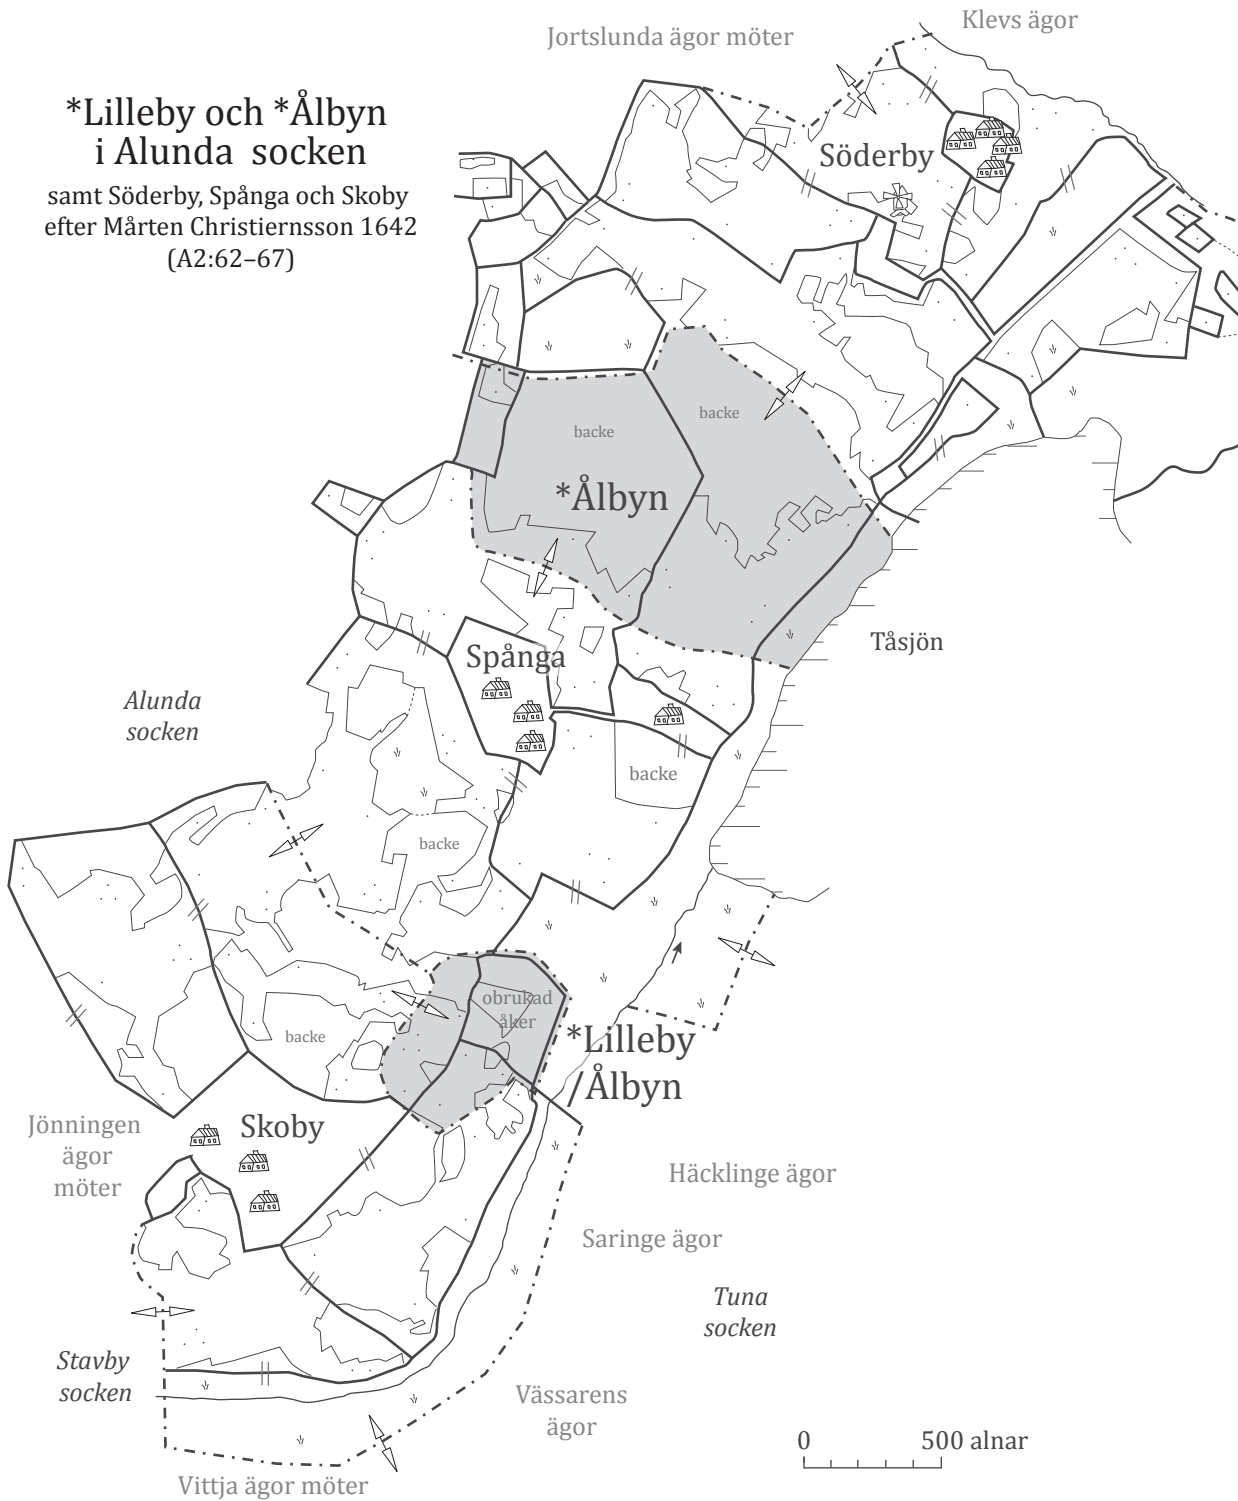 *Lilleby och *Ålbyn
i Alunda socken
samt Söderby, Spånga och Skoby
efter Mårten Christiernsson 1642
(A2:62–67)
Jortslunda ägor möter
Klevs ägor
Söderby
backe
backe
*Ålbyn
Tåsjön
Spånga
Alunda
socken
backe
backe
obrukad
åker
*Lilleby
/Ålbyn
backe
Jönningen
ägor
möter
Skoby
Häcklinge ägor
Saringe ägor
Tuna
socken
Stavby
socken
Vässarens
ägor
0 500 alnar
Vittja ägor möter